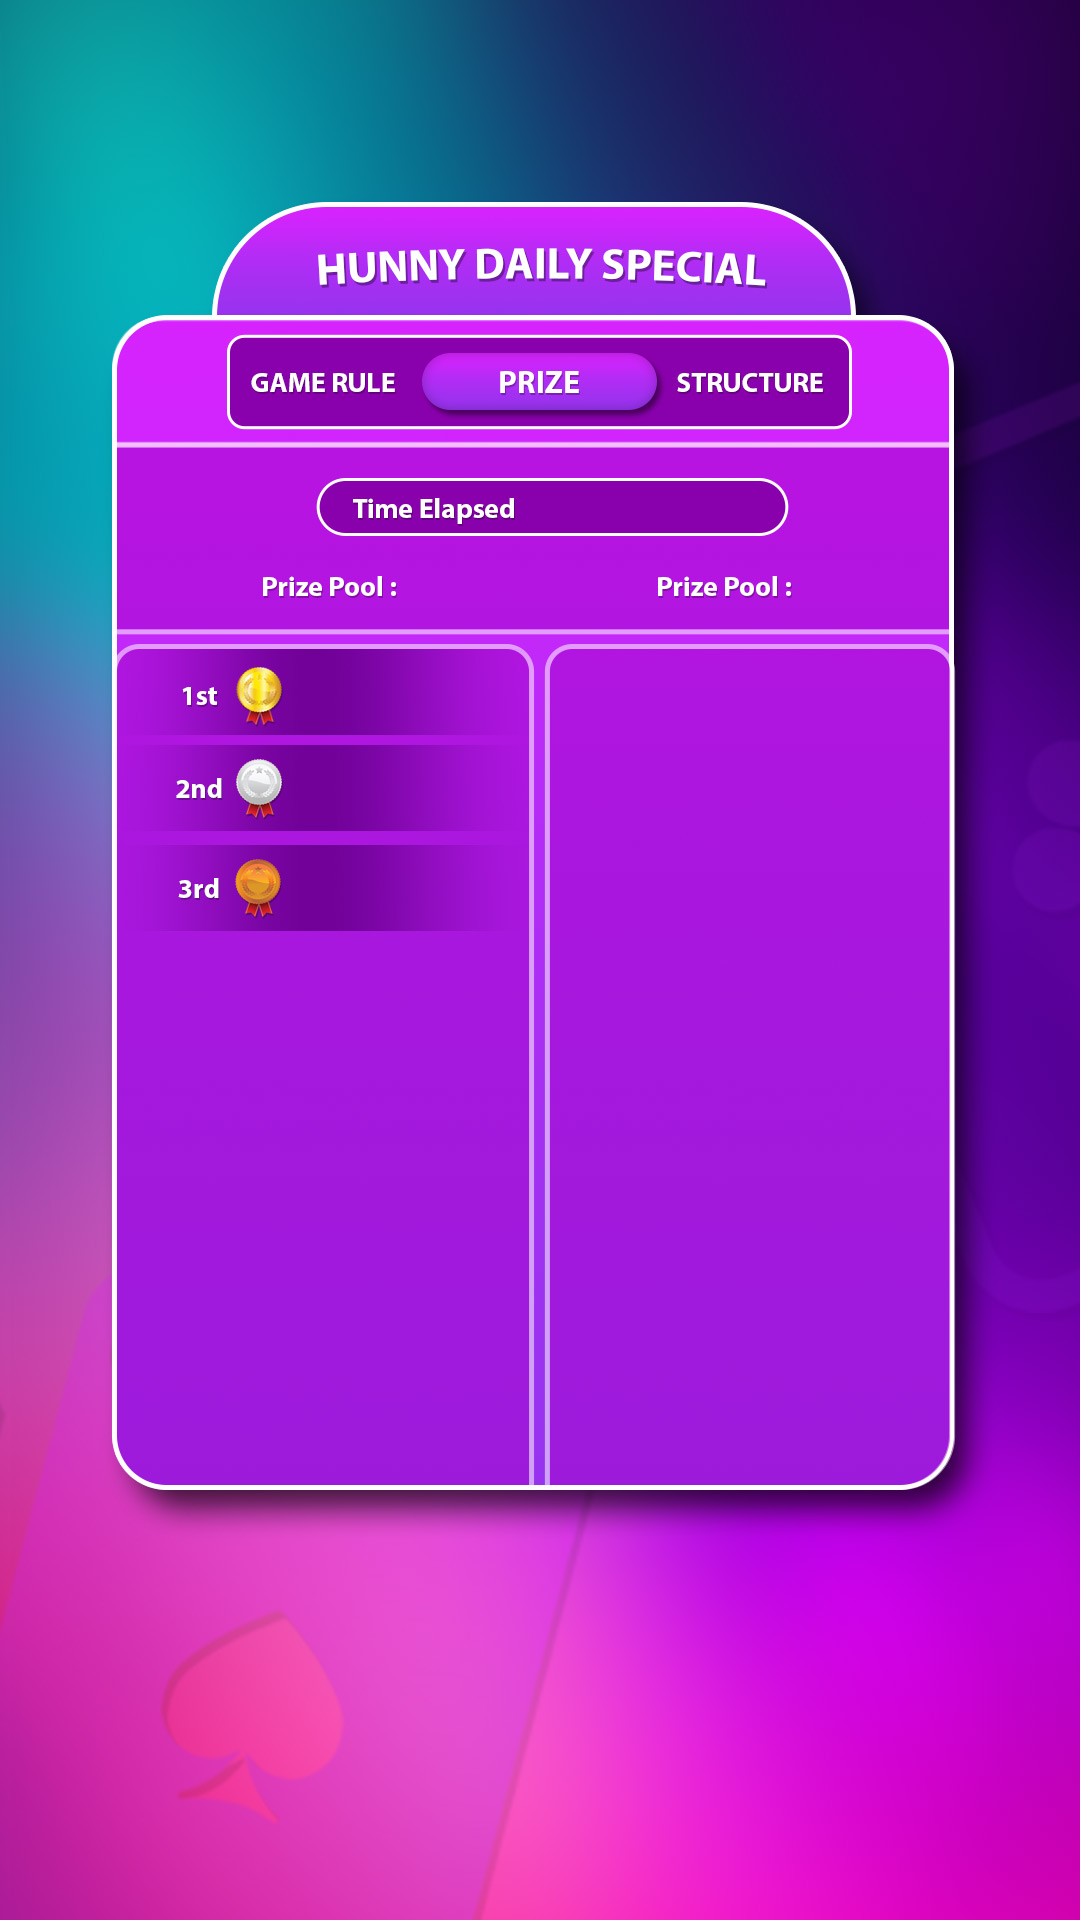 HUNNY DAILY SPECIAL
GAME RULE PRIZE STRUCTURE
Time Elapsed
Prize Pool : Prize Pool :
1st
2nd
3rd